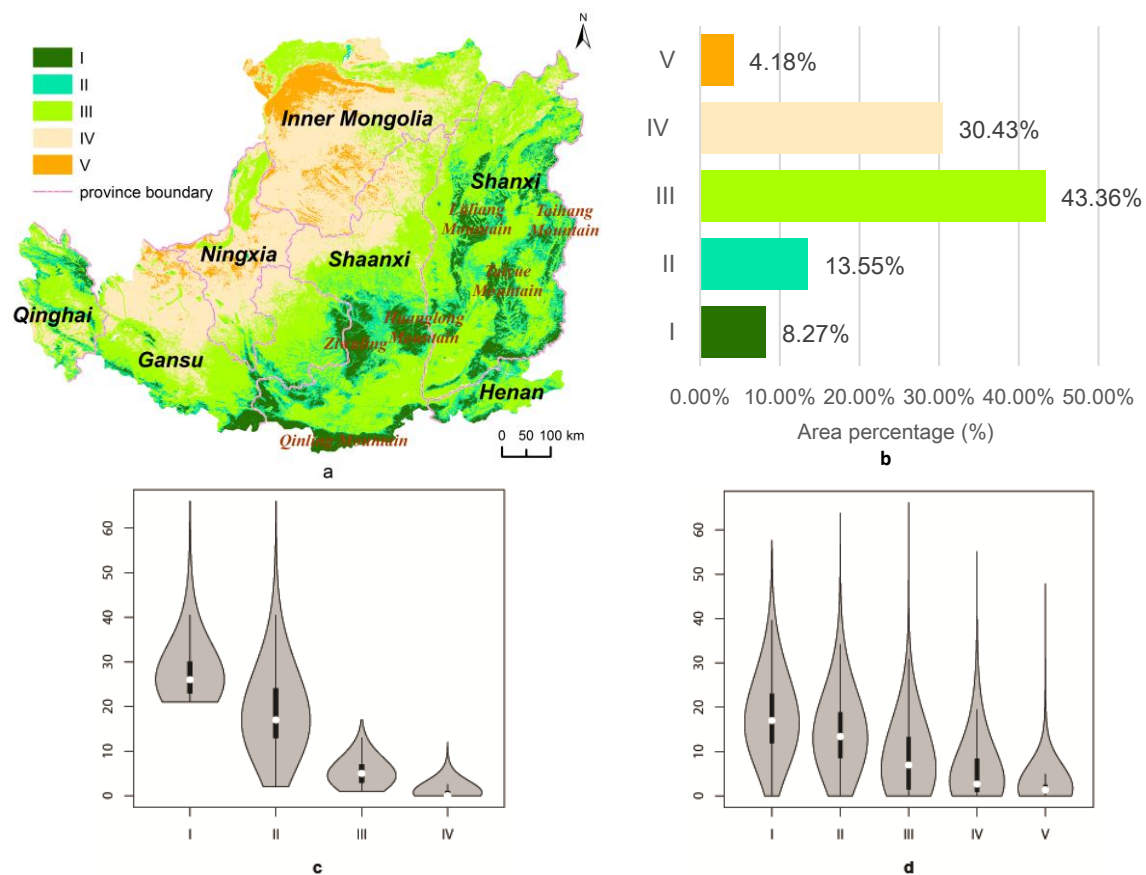 N
I
II
III
IV
V
province boundary
Inner Mongolia
Shanxi
Luliang
Mountain
Taihang
Mountain
Ningxia
Shaanxi
Taiyue
Mountain
Qinghai
Huanglong
Mountain
Ziwuling
Gansu
Henan
Qinling Mountain
0 50 100 km
a
V
4.18%
IV
30.43%
III
43.36%
II
13.55%
I
8.27%
0.00% 10.00% 20.00% 30.00% 40.00% 50.00%
Area percentage (%)
b
60
50
40
30
20
10
0
I II III IV
c
60
50
40
30
20
10
0
I II III IV V
d